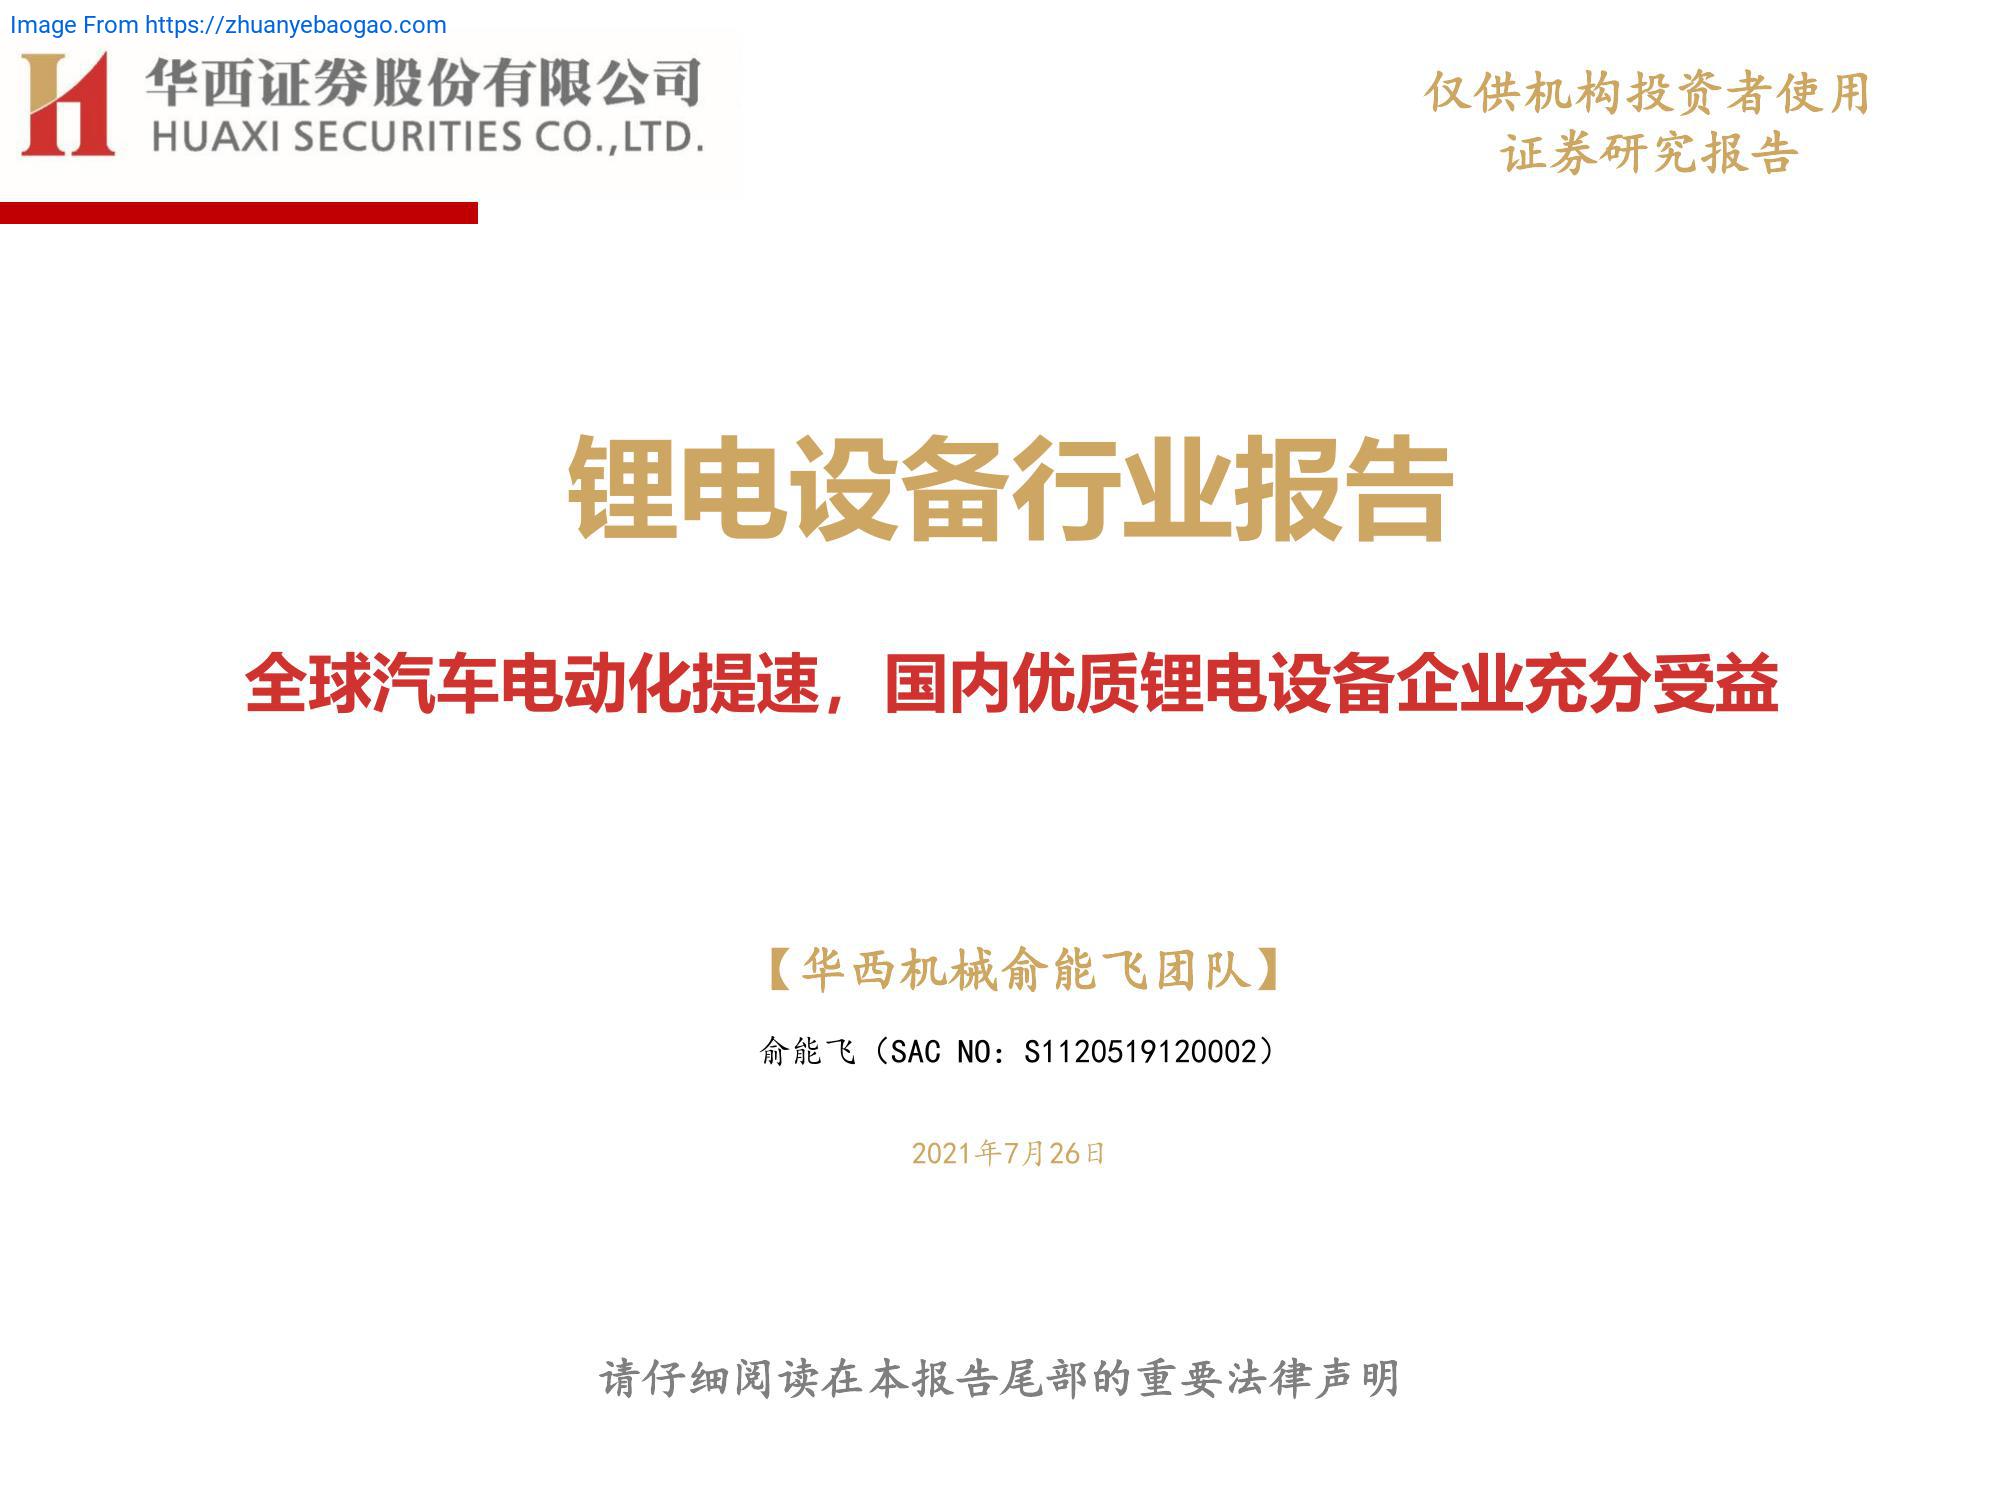 Image From https://zhuanyebaogao.com
华西证券股份有限公司
HUAXI SECURITIES CO.,LTD.
仅供机构投资者使用
证券研究报告
锂电设备行业报告
全球汽车电动化提速，国内优质锂电设备企业充分受益
【华西机械俞能飞团队】
俞能飞（SAC NO：S1120519120002）
2021年7月26日
请仔细阅读在本报告尾部的重要法律声明